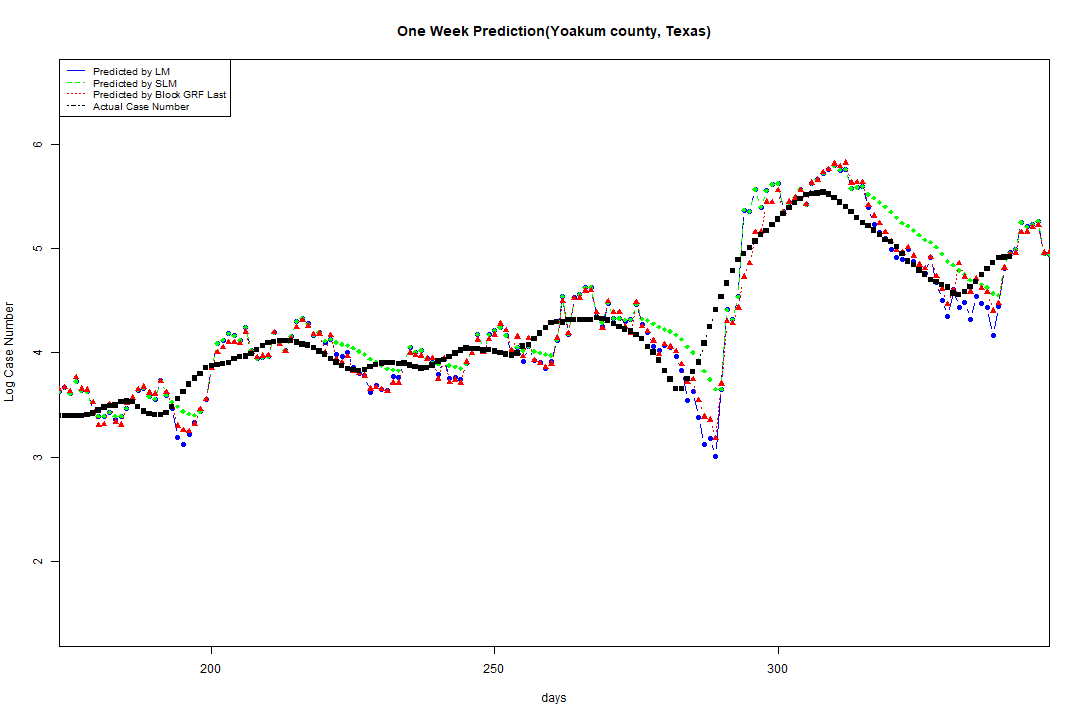 One Week Prediction(Yoakum county, Texas)
Predicted by LM
Predicted by SLM
Predicted by Block GRF Last
Actual Case Number
6
5
4
3
2
Log Case Number
200
250
300
days